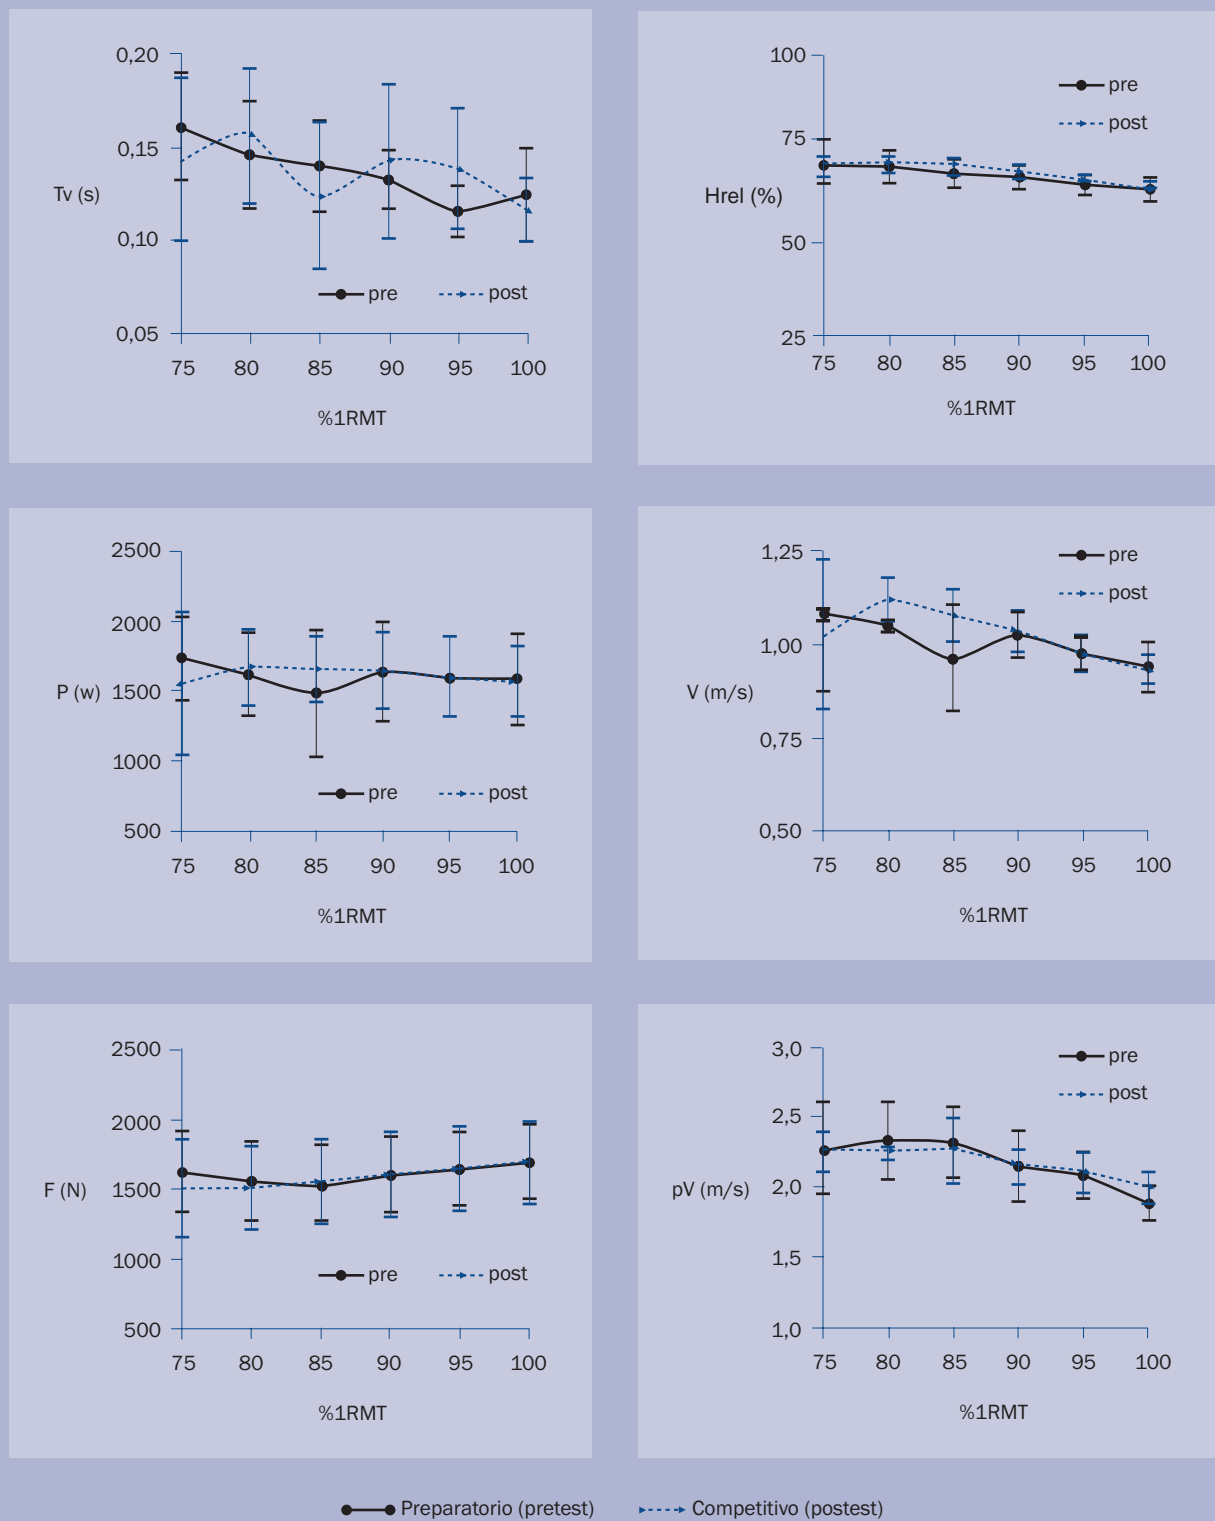 0,20
0,15
Tv (s)
0,10
pre
post
0,05
75 80 85 90 95 100
%1RMT
100
pre
75
post
Hrel (%)
50
25
75 80 85 90 95 100
%1RMT
2500
2000
P (w)
1500
1000
pre
post
500
75 80 85 90 95 100
%1RMT
1,25
pre
post
1,00
V (m/s)
0,75
0,50
75 80 85 90 95 100
%1RMT
2500
2000
F (N)
1500
1000
pre
post
500
75 80 85 90 95 100
%1RMT
3,0
pre
post
2,5
pV (m/s)
2,0
1,5
1,0
75 80 85 90 95 100
%1RMT
Preparatorio (pretest)
Competitivo (postest)